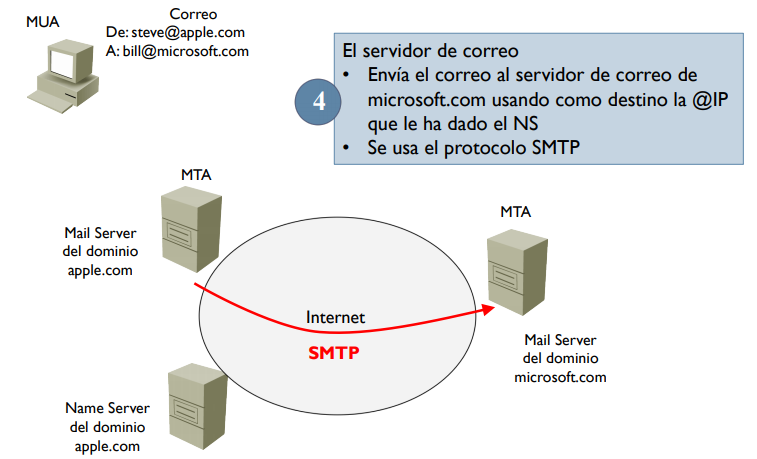 MUA
Correo
De: steve@apple.com
A: bill@microsoft.com
4
El servidor de correo
• Envía el correo al servidor de correo de
microsoft.com usando como destino la @IP
que le ha dado el NS
• Se usa el protocolo SMTP
MTA
Mail Server
del dominio
apple.com
MTA
Internet
SMTP
Mail Server
del dominio
microsoft.com
Name Server
del dominio
apple.com